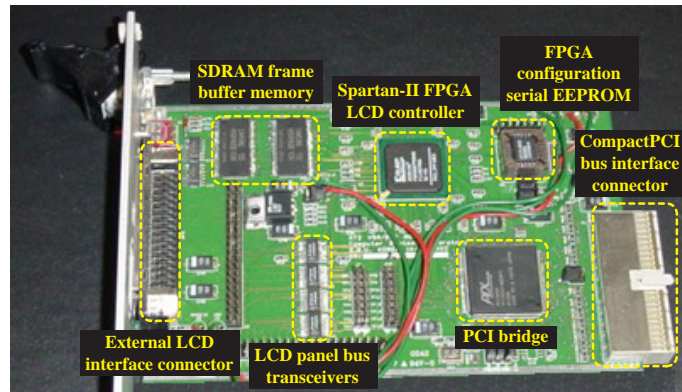 SDRAM frame
buffer memory
Spartan-II FPGA
LCD controller
FPGA
configuration
serial EEPROM
CompactPCI
bus interface
connector
External LCD
interface connector
LCD panel bus
transceivers
PCI bridge